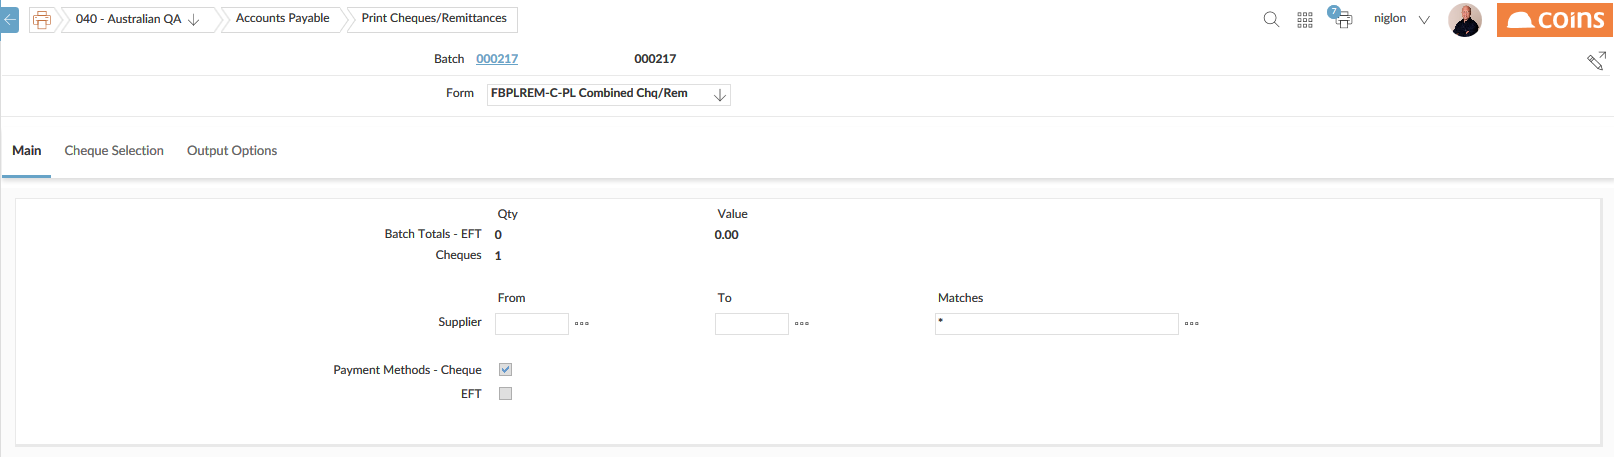 040 - Australian QA Accounts Payable Print Cheques/Remittances 7 niglon coins
Batch 000217 000217
Form FBPLREM-C-PL Combined Chq/Rem
Main Cheque Selection Output Options
Qty Value
Batch Totals - EFT 0 0.00
Cheques 1
From To Matches
Supplier *
Payment Methods - Cheque
EFT